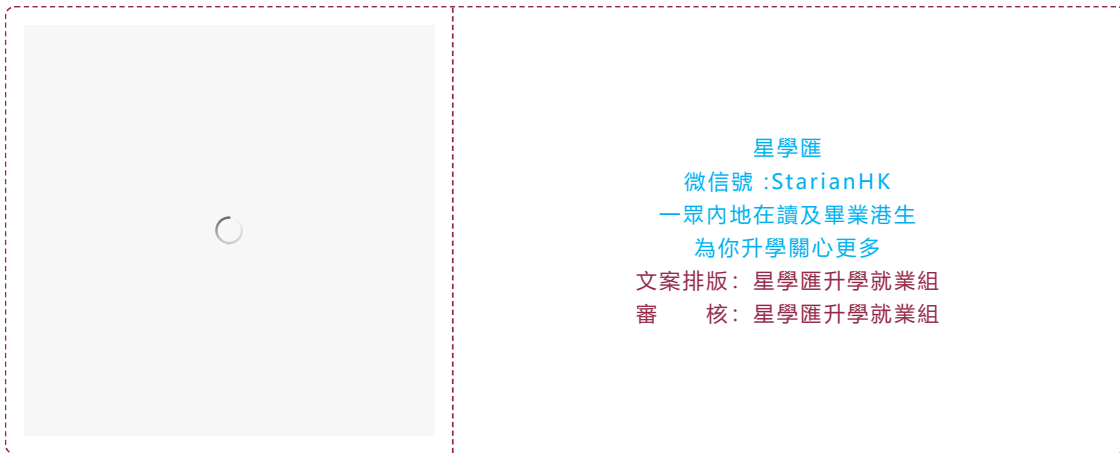 星學匯
微信號 :StarianHK
一眾內地在讀及畢業港生
為你升學關心更多
文案排版：星學匯升學就業組
審　　核：星學匯升學就業組